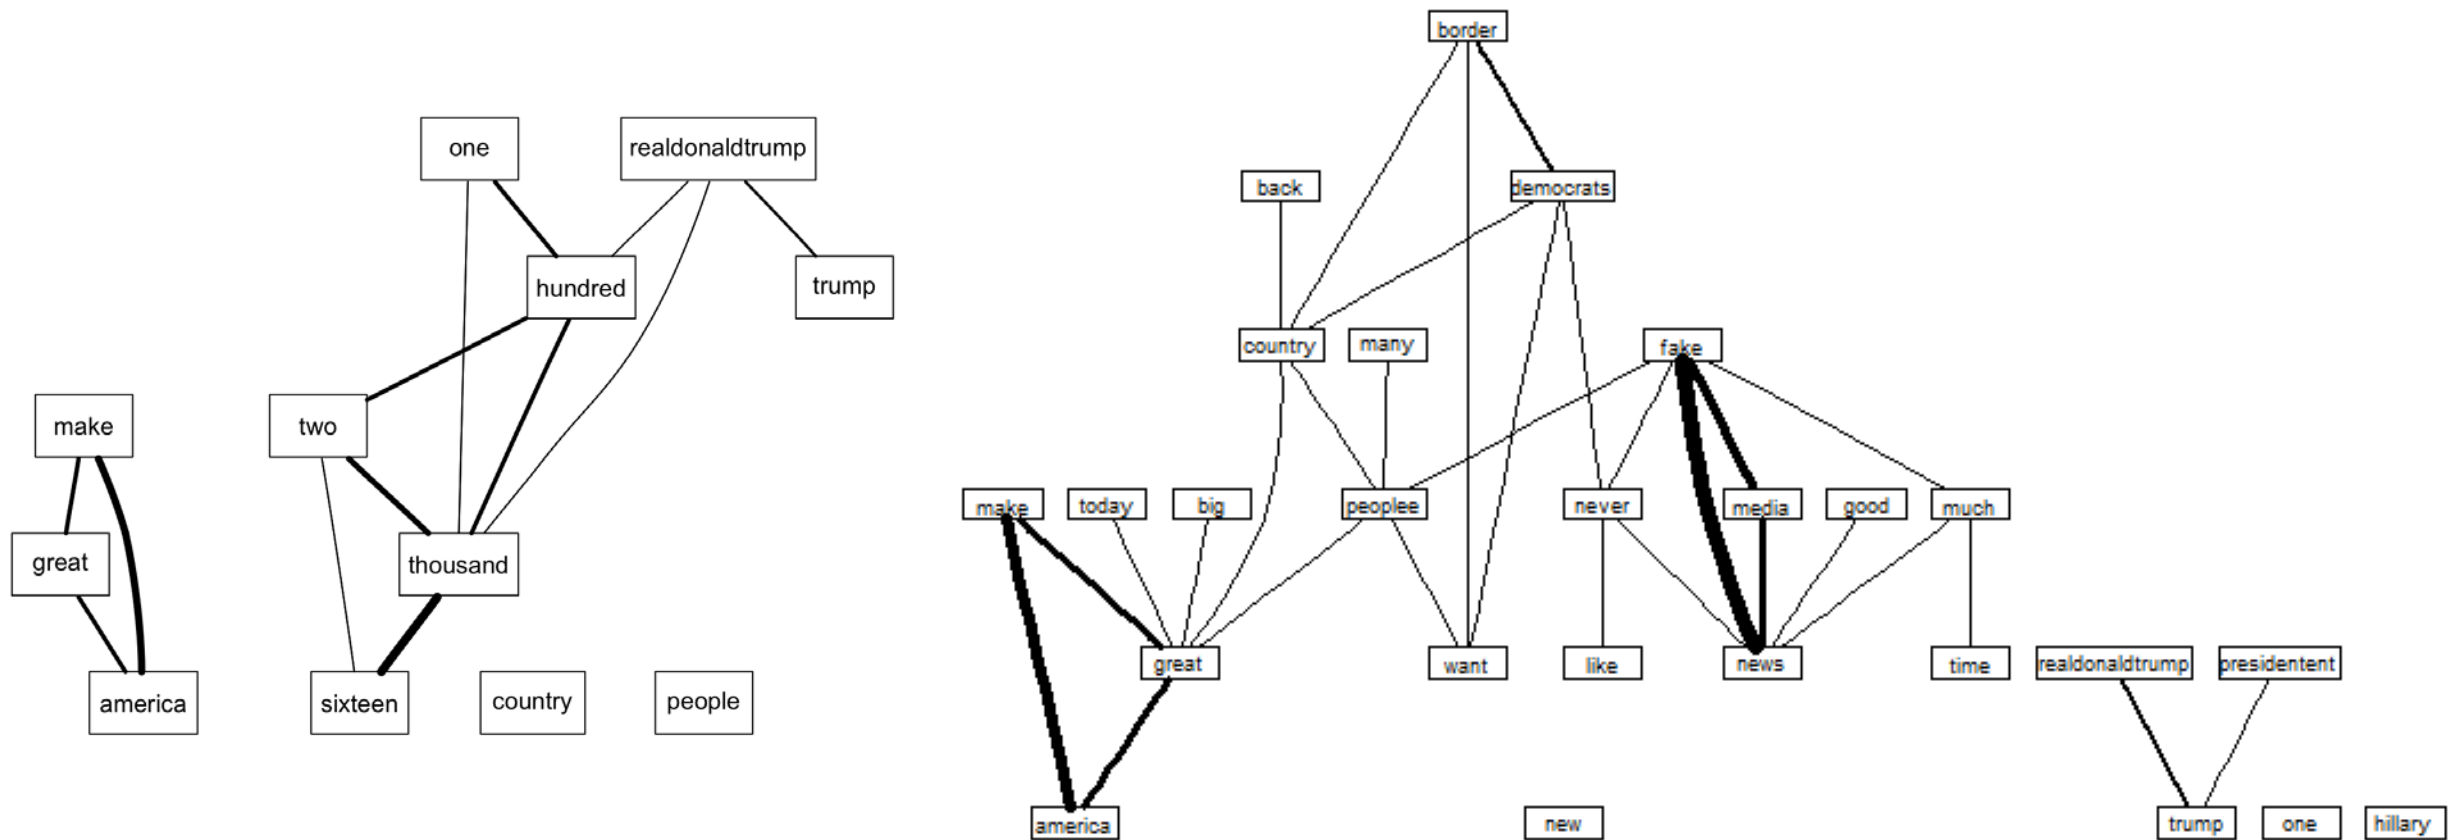 one
realdonaldtrump
hundred
trump
make
two
great
thousand
america
sixteen
country
people
border
back
democrats
country
many
fake
make
today
big
peoplee
never
media
good
much
great
want
like
news
time
realdonaldtrump
presidentent
america
new
trump
one
hillary